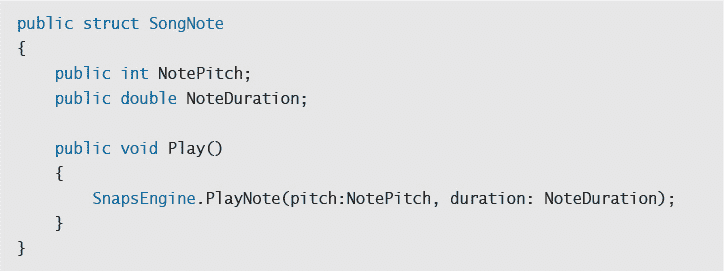 public struct SongNote
{
    public int NotePitch;
    public double NoteDuration;

    public void Play()
    {
        SnapsEngine.PlayNote(pitch:NotePitch, duration: NoteDuration);
    }
}